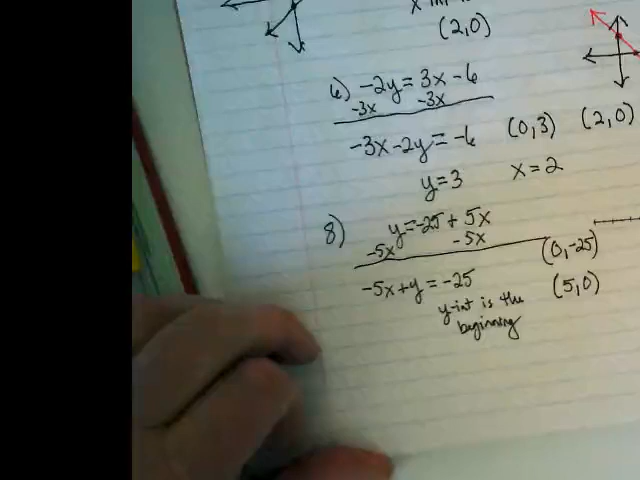 (2,0)
6) -2y = 3x - 6
-3x -3x
-3x - 2y = -6 (0,3) (2,0)
y = 3 x = 2
8) y = -25 + 5x
-5x -5x
-5x + y = -25 (0,-25)
y-int is the (5,0)
beginning